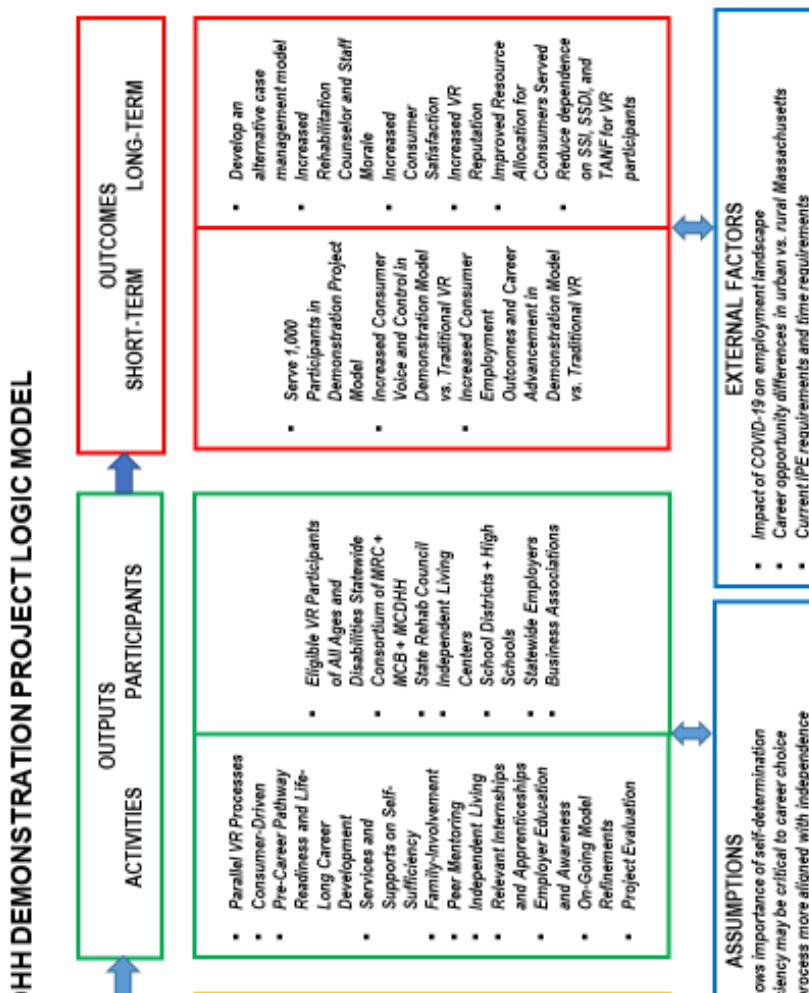 DEMONSTRATION PROJECT LOGIC MODEL
OUTPUTS
ACTIVITIES PARTICIPANTS
▪ Parallel VR Processes
▪ Consumer-Driven
▪ Pre-Career Pathway
Readiness and Life-
Long Career
Development
▪ Services and
Supports on Self-
Sufficiency
▪ Family-Involvement
▪ Peer Mentoring
▪ Independent Living
▪ Relevant Internships
and Apprenticeships
▪ Employer Education
and Awareness
▪ On-Going Model
Refinements
▪ Project Evaluation
▪ Eligible VR Participants
of All Ages and
Disabilities Statewide
▪ Consortium of MRC +
MCB + MCDHH
▪ State Rehab Council
▪ Independent Living
Centers
▪ School Districts + High
Schools
▪ Statewide Employers
▪ Business Associations
OUTCOMES
SHORT-TERM LONG-TERM
▪ Serve 1,000
Participants in
Demonstration Project
Model
▪ Increased Consumer
Voice and Control in
Demonstration Model
vs. Traditional VR
▪ Increased Consumer
Employment
Outcomes and Career
Advancement in
Demonstration Model
vs. Traditional VR
▪ Develop an
alternative case
management model
▪ Increased
Rehabilitation
Counselor and Staff
Morale
▪ Increased
Consumer
Satisfaction
▪ Increased VR
Reputation
▪ Improved Resource
Allocation for
Consumers Served
▪ Reduce dependence
on SSI, SSDI, and
TANF for VR
participants
ASSUMPTIONS
importance of self-determination
may be critical to career choice
process more aligned with independence
EXTERNAL FACTORS
▪ Impact of COVID-19 on employment landscape
▪ Career opportunity differences in urban vs. rural Massachusetts
▪ Current IPE requirements and time requirements